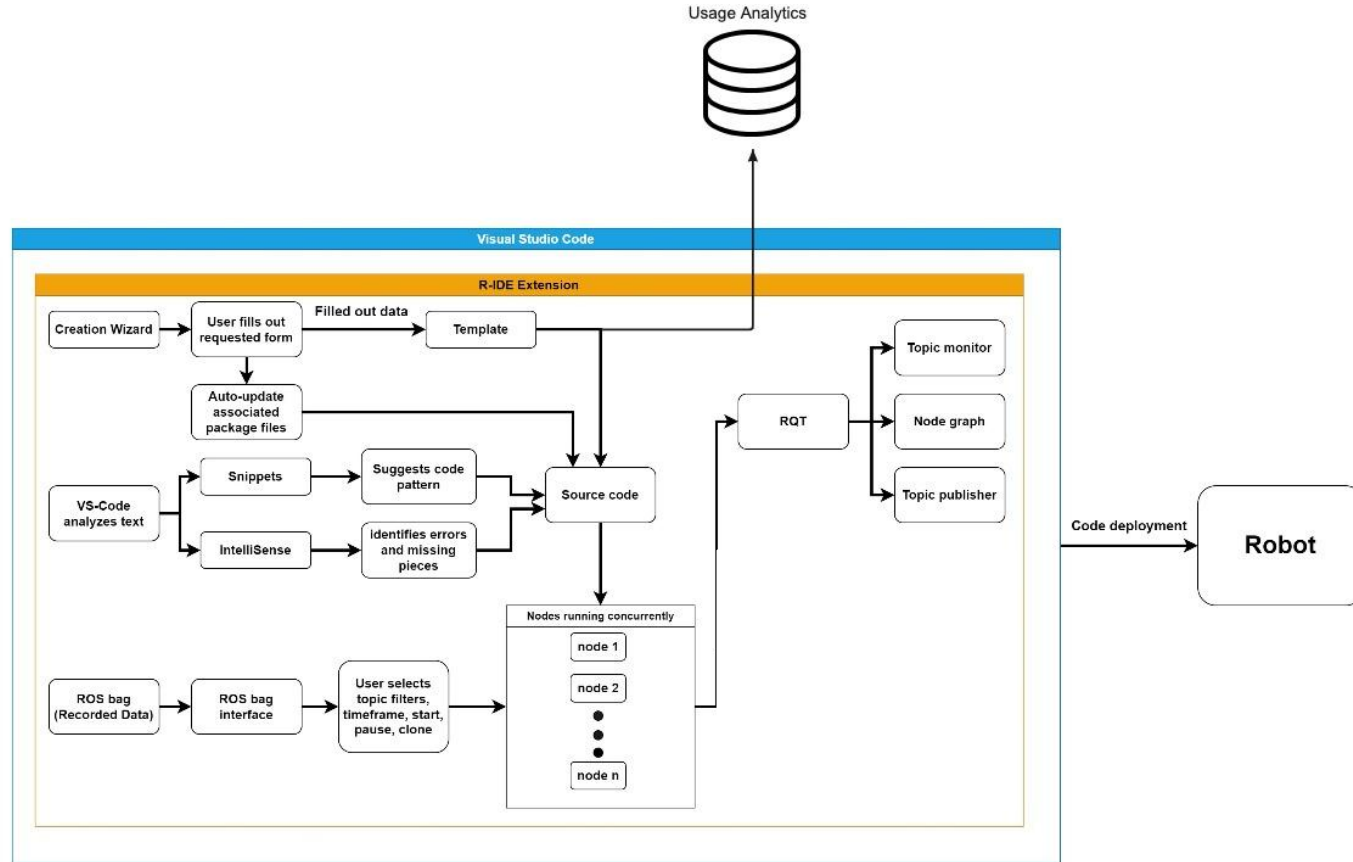 Usage Analytics
Visual Studio Code
R-IDE Extension
Creation Wizard
User fills out
requested form
Filled out data
Template
Auto-update
associated
package files
VS-Code
analyzes text
Snippets
Suggests code
pattern
IntelliSense
Identifies errors
and missing
pieces
Source code
RQT
Topic monitor
Node graph
Topic publisher
Code deployment
Robot
Nodes running concurrently
node 1
node 2
node n
ROS bag
(Recorded Data)
ROS bag
interface
User selects
topic filters,
timeframe, start,
pause, clone